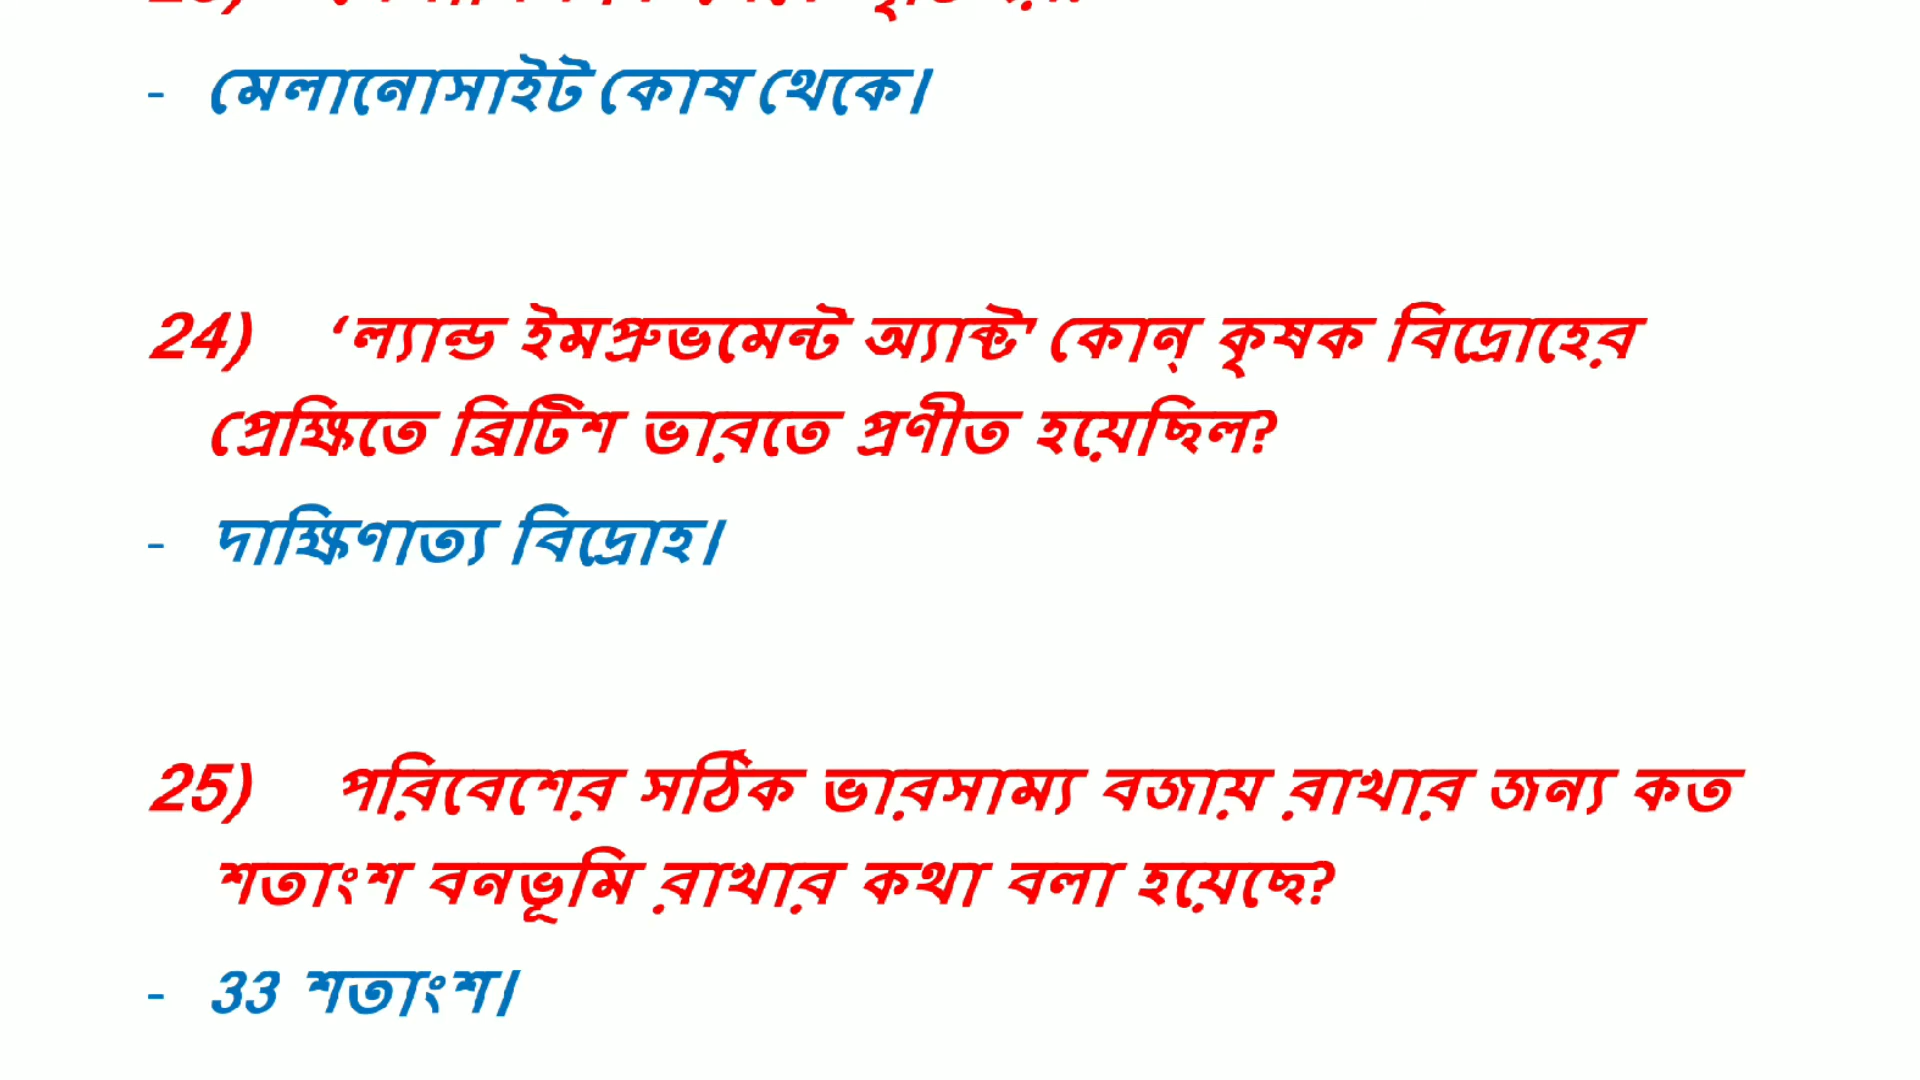 - মেলানোসাইট কোষ থেকে।
24) ‘ল্যান্ড ইমপ্রুভমেন্ট অ্যাক্ট' কোন্ কৃষক বিদ্রোহের
প্রেক্ষিতে ব্রিটিশ ভারতে প্রণীত হয়েছিল?
- দাক্ষিণাত্য বিদ্রোহ।
25) পরিবেশের সঠিক ভারসাম্য বজায় রাখার জন্য কত
শতাংশ বনভূমি রাখার কথা বলা হয়েছে?
- 33 শতাংশ।